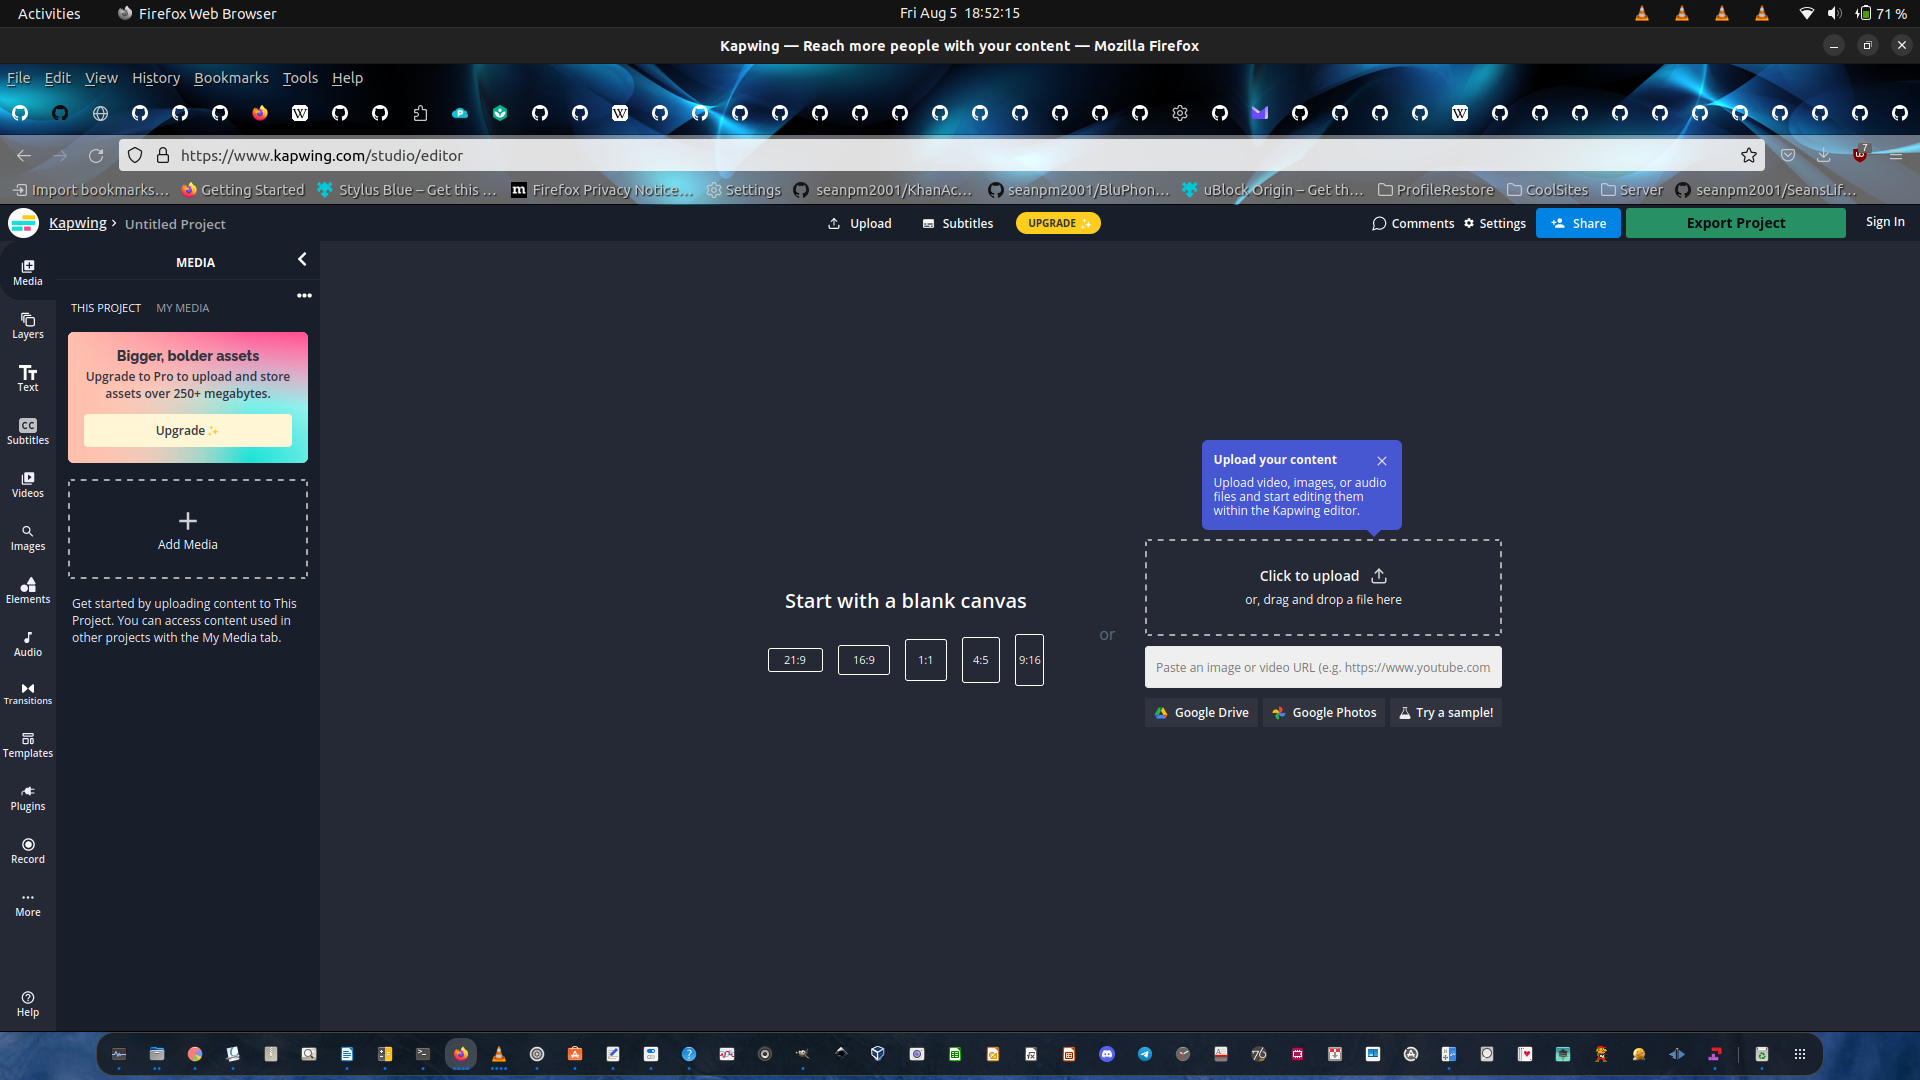 Activities
Firefox Web Browser
Fri Aug 5 18:52:15
71 %
Kapwing — Reach more people with your content — Mozilla Firefox
File Edit View History Bookmarks Tools Help
https://www.kapwing.com/studio/editor
7
Import bookmarks…
Getting Started
Stylus Blue – Get this …
Firefox Privacy Notice…
Settings
seanpm2001/KhanAc…
seanpm2001/BluPhon…
uBlock Origin – Get th…
ProfileRestore
CoolSites
Server
seanpm2001/SeansLif…
Kapwing › Untitled Project
Upload
Subtitles
UPGRADE
Comments
Settings
Share
Export Project
Sign In
Media
Layers
Text
Subtitles
Videos
Images
Elements
Audio
Transitions
Templates
Plugins
Record
More
Help
MEDIA
THIS PROJECT
MY MEDIA
Bigger, bolder assets
Upgrade to Pro to upload and store
assets over 250+ megabytes.
Upgrade
Add Media
Get started by uploading content to This
Project. You can access content used in
other projects with the My Media tab.
Start with a blank canvas
21:9
16:9
1:1
4:5
9:16
or
Upload your content
Upload video, images, or audio
files and start editing them
within the Kapwing editor.
Click to upload
or, drag and drop a file here
Paste an image or video URL (e.g. https://www.youtube.com
Google Drive
Google Photos
Try a sample!